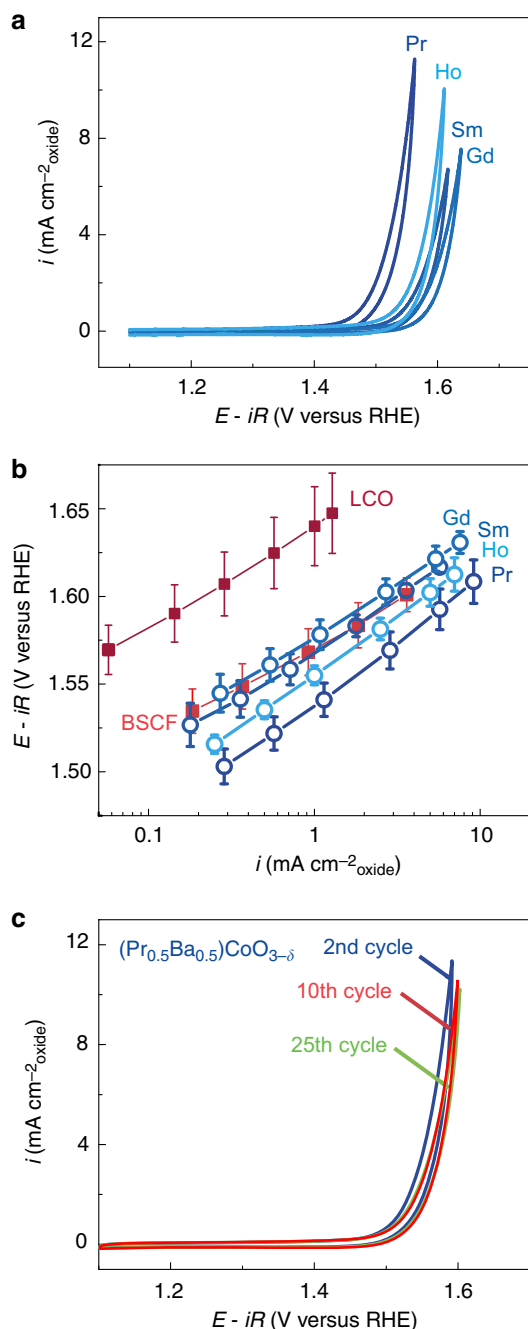 a
12
8
4
0
i (mA cm⁻²oxide)
Pr
Ho
Sm
Gd
1.2
1.4
1.6
E - iR (V versus RHE)
b
1.65
1.60
1.55
1.50
E - iR (V versus RHE)
LCO
Gd
Sm
Ho
Pr
BSCF
0.1
1
10
i (mA cm⁻²oxide)
c
12
8
4
0
i (mA cm⁻²oxide)
(Pr0.5Ba0.5)CoO3–δ
2nd cycle
10th cycle
25th cycle
1.2
1.4
1.6
E - iR (V versus RHE)